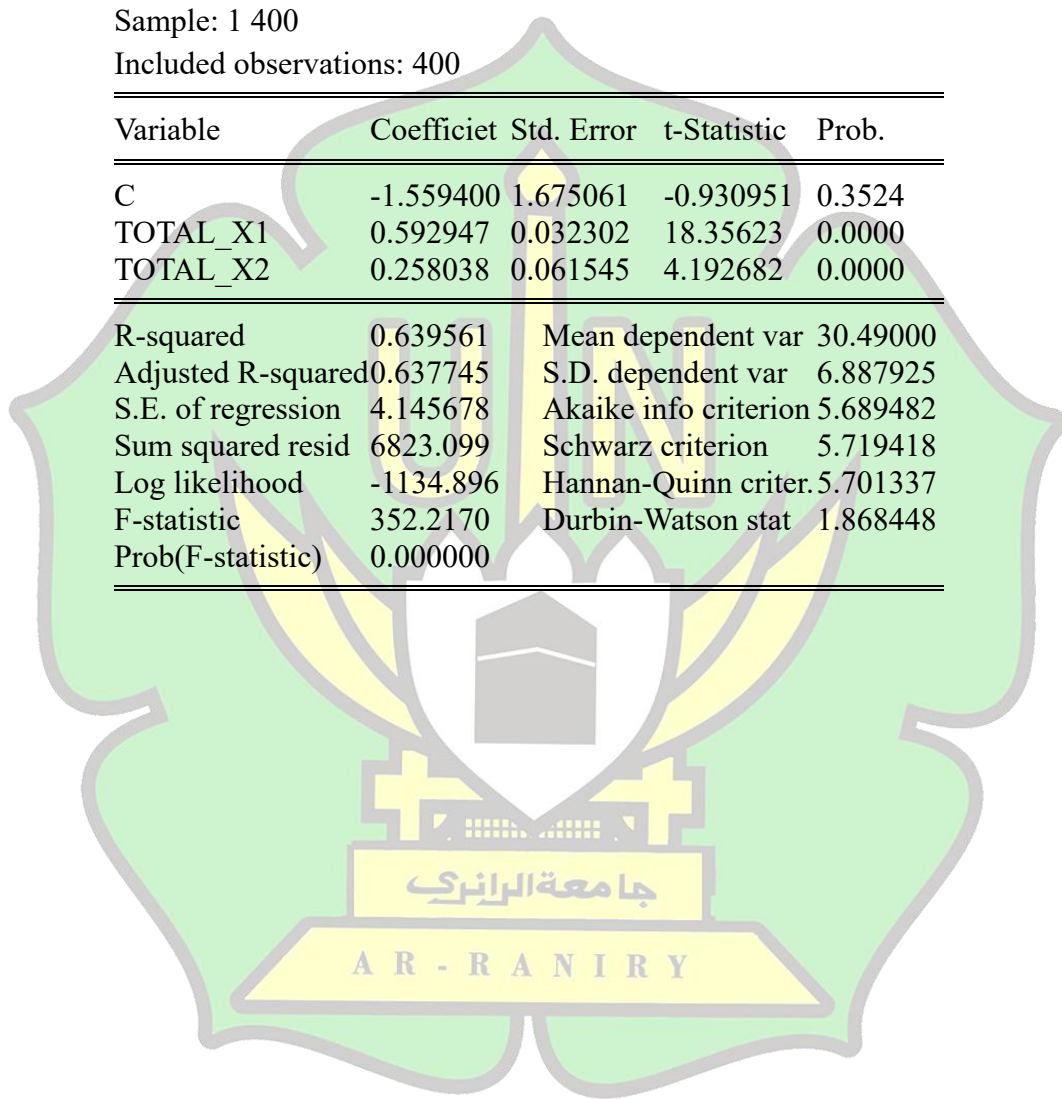 Sample: 1 400
Included observations: 400
Variable Coefficiet Std. Error t-Statistic Prob.
C -1.559400 1.675061 -0.930951 0.3524
TOTAL_X1 0.592947 0.032302 18.35623 0.0000
TOTAL_X2 0.258038 0.061545 4.192682 0.0000
R-squared 0.639561 Mean dependent var 30.49000
Adjusted R-squared 0.637745 S.D. dependent var 6.887925
S.E. of regression 4.145678 Akaike info criterion 5.689482
Sum squared resid 6823.099 Schwarz criterion 5.719418
Log likelihood -1134.896 Hannan-Quinn criter. 5.701337
F-statistic 352.2170 Durbin-Watson stat 1.868448
Prob(F-statistic) 0.000000
UIN
جامعةالرانري
AR-RANIRY